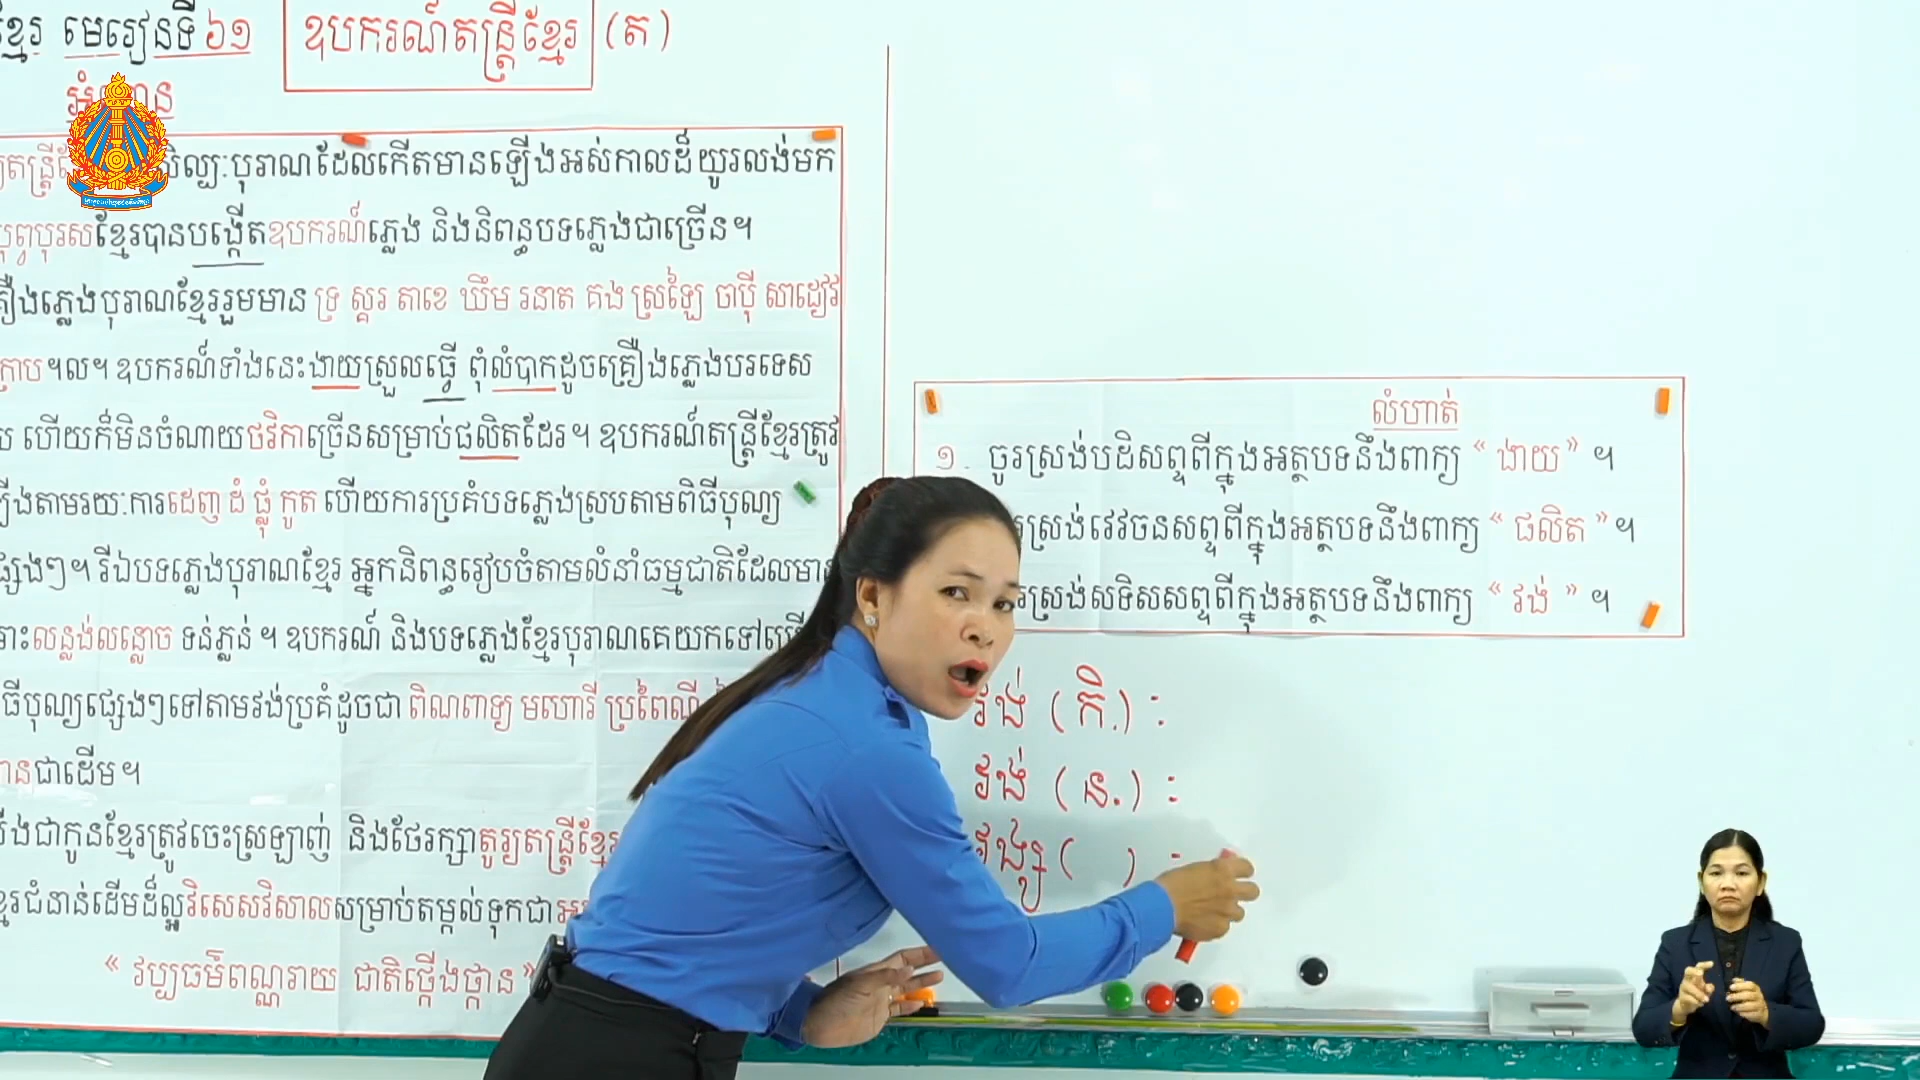 ខ្មែរ មេរៀនទី ៦១ ឧបករណ៍តន្ត្រីខ្មែរ (ត)
សិល្បៈបុរាណដែលកើតមានឡើងអស់កាលដ៏យូរលង់មក
បុព្វបុរសខ្មែរបានបង្កើតឧបករណ៍ភ្លេង និងនិពន្ធបទភ្លេងជាច្រើន។
គ្រឿងភ្លេងបុរាណខ្មែររួមមាន ទ្រ ស្គរ តាខេ ឃឹម រនាត គង ស្រឡៃ ចាប៉ី សាដៀវ
ក្រាប។ល។ ឧបករណ៍ទាំងនេះងាយស្រួលធ្វើ ពុំលំបាកដូចគ្រឿងភ្លេងបរទេស
ហើយក៏មិនចំណាយថវិកាច្រើនសម្រាប់ផលិតដែរ។ ឧបករណ៍តន្ត្រីខ្មែរត្រូវ
ឡើងតាមរយៈការដេញ ដំ ផ្លុំ កូត ហើយការប្រគំបទភ្លេងស្របតាមពិធីបុណ្យ
ផ្សេងៗ។ រីឯបទភ្លេងបុរាណខ្មែរ អ្នកនិពន្ធរៀបចំតាមលំនាំធម្មជាតិដែលមាន
លន្លង់លន្លោច ទន់ភ្លន់ ។ ឧបករណ៍ និងបទភ្លេងខ្មែរបុរាណគេយកទៅ
ពិធីបុណ្យផ្សេងៗទៅតាមវង់ប្រគំដូចជា ពិណពាទ្យ មហោរី ប្រពៃណី
ជាដើម។
ជាកូនខ្មែរត្រូវចេះស្រឡាញ់ និងថែរក្សាតូរ្យតន្ត្រីខ្មែរ
ខ្មែរជំនាន់ដើមដ៏ល្អវិសេសវិសាលសម្រាប់តម្កល់ទុកជា
« វប្បធម៌ពណ្ណរាយ ជាតិថ្កើងថ្កាន »
លំហាត់
១. ចូរស្រង់បដិសព្ទពីក្នុងអត្ថបទនឹងពាក្យ « ងាយ » ។
ស្រង់វេវចនសព្ទពីក្នុងអត្ថបទនឹងពាក្យ « ផលិត » ។
ស្រង់សទិសសព្ទពីក្នុងអត្ថបទនឹងពាក្យ « វង់ » ។
វង់ (កិ.) :
វង់ (ន.) :
វង្ស ( ) :